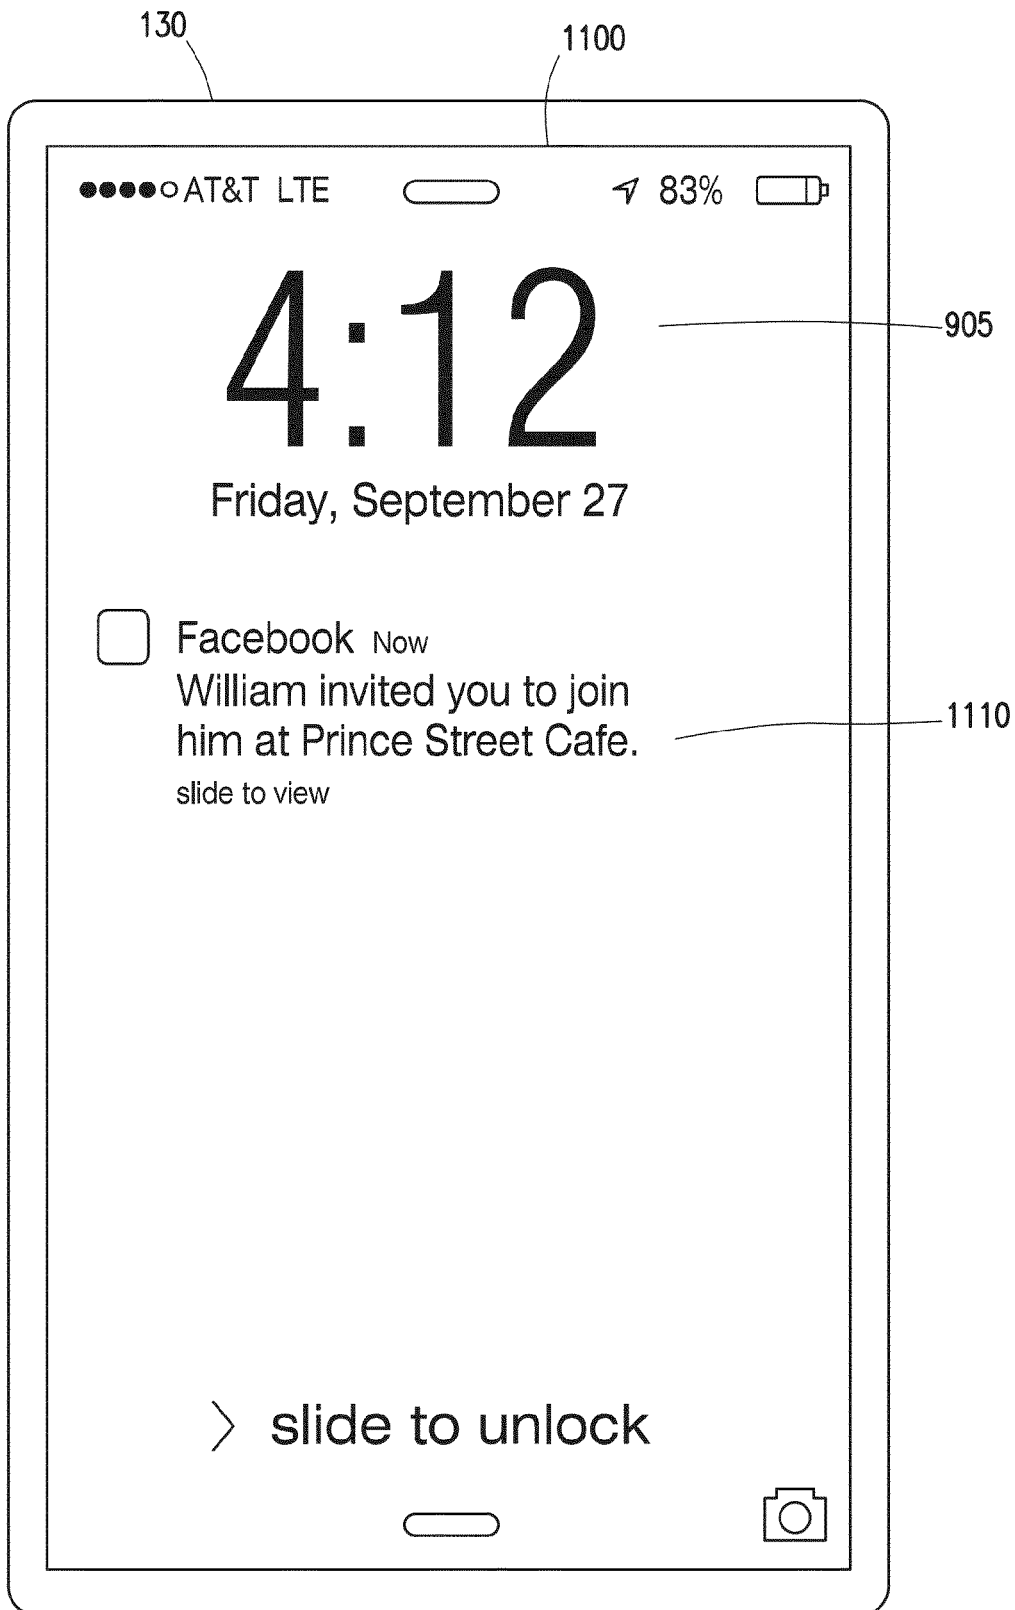 130
1100
AT&T LTE 83%
4:12
905
Friday, September 27
Facebook Now
William invited you to join
him at Prince Street Cafe.
1110
slide to view
> slide to unlock